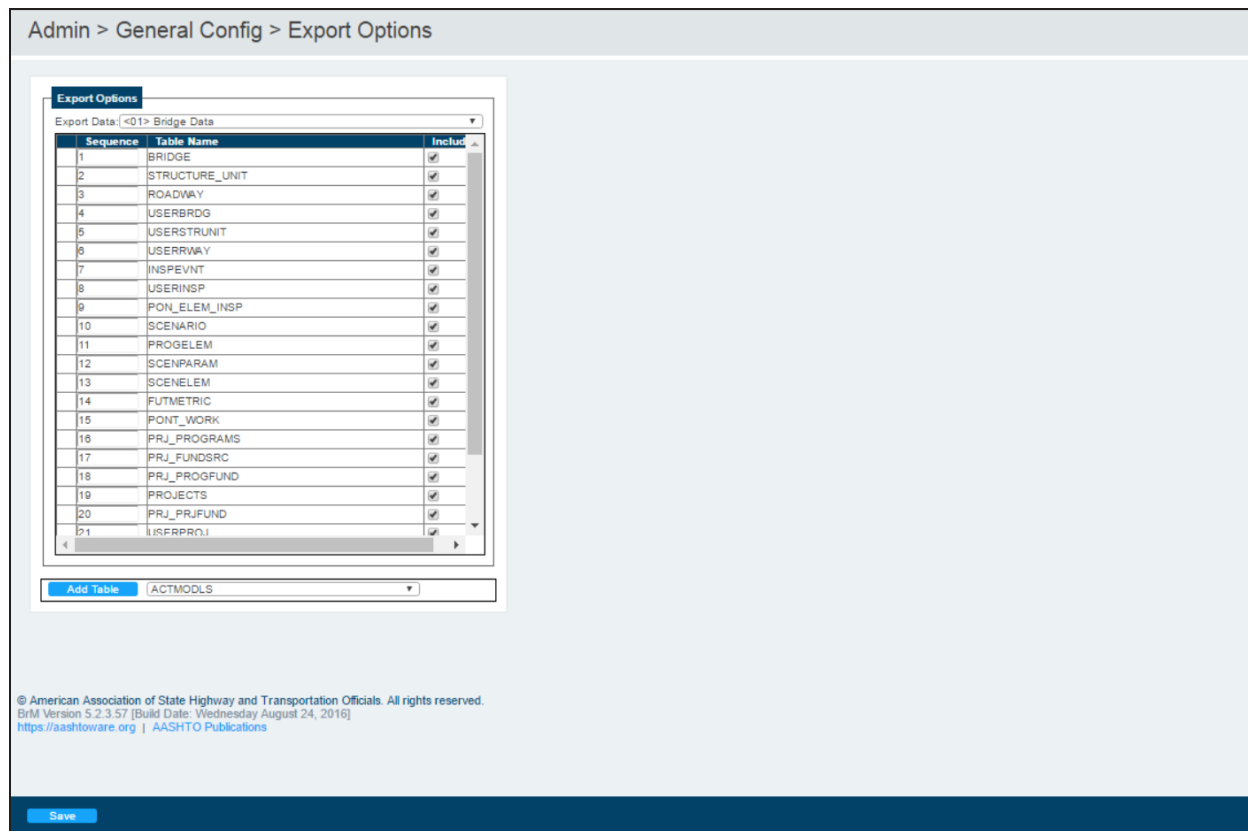 Admin > General Config > Export Options
Export Options
Export Data: <01> Bridge Data
Sequence Table Name Includ
1 BRIDGE
2 STRUCTURE_UNIT
3 ROADWAY
4 USERBRDG
5 USERSTRUNIT
6 USERRWAY
7 INSPEVNT
8 USERINSP
9 PON_ELEM_INSP
10 SCENARIO
11 PROGELEM
12 SCENPARAM
13 SCENELEM
14 FUTMETRIC
15 PONT_WORK
16 PRJ_PROGRAMS
17 PRJ_FUNDSRC
18 PRJ_PROGFUND
19 PROJECTS
20 PRJ_PRJFUND
21 USERPROJ
Add Table ACTMODLS
© American Association of State Highway and Transportation Officials. All rights reserved.
BrM Version 5.2.3.57 [Build Date: Wednesday August 24, 2016]
https://aashtoware.org | AASHTO Publications
Save